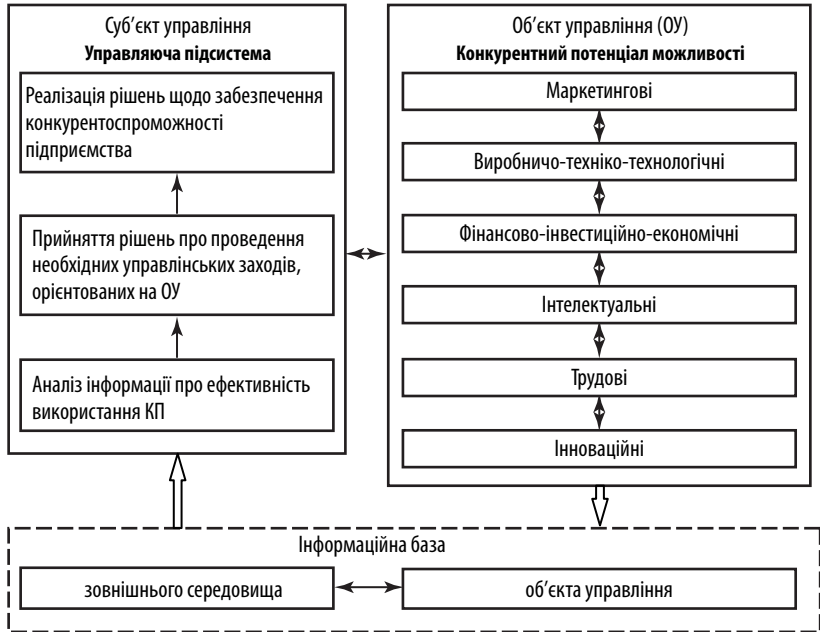 Суб’єкт управління
Управляюча підсистема
Реалізація рішень щодо забезпечення
конкурентоспроможності
підприємства
Прийняття рішень про проведення
необхідних управлінських заходів,
орієнтованих на ОУ
Аналіз інформації про ефективність
використання КП
Об’єкт управління (ОУ)
Конкурентний потенціал можливості
Маркетингові
Виробничо-техніко-технологічні
Фінансово-інвестиційно-економічні
Інтелектуальні
Трудові
Інноваційні
Інформаційна база
зовнішнього середовища
об’єкта управління